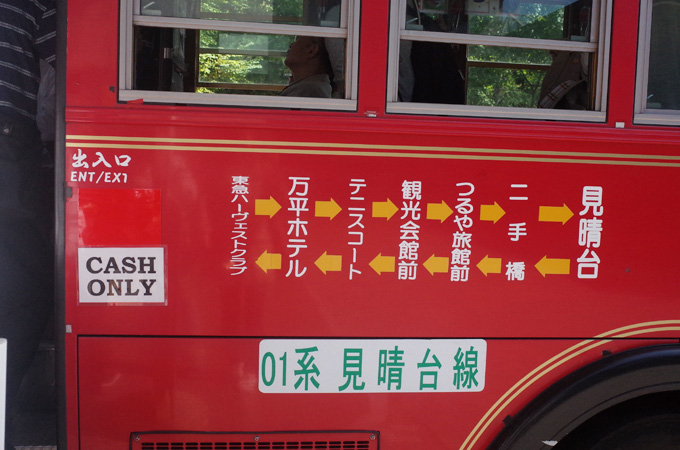 出入口
ENT/EXT
CASH
ONLY
東急ハーヴェストクラブ
万平ホテル
テニスコート
観光会館前
つるや旅館前
二手橋
見晴台
01系 見晴台線